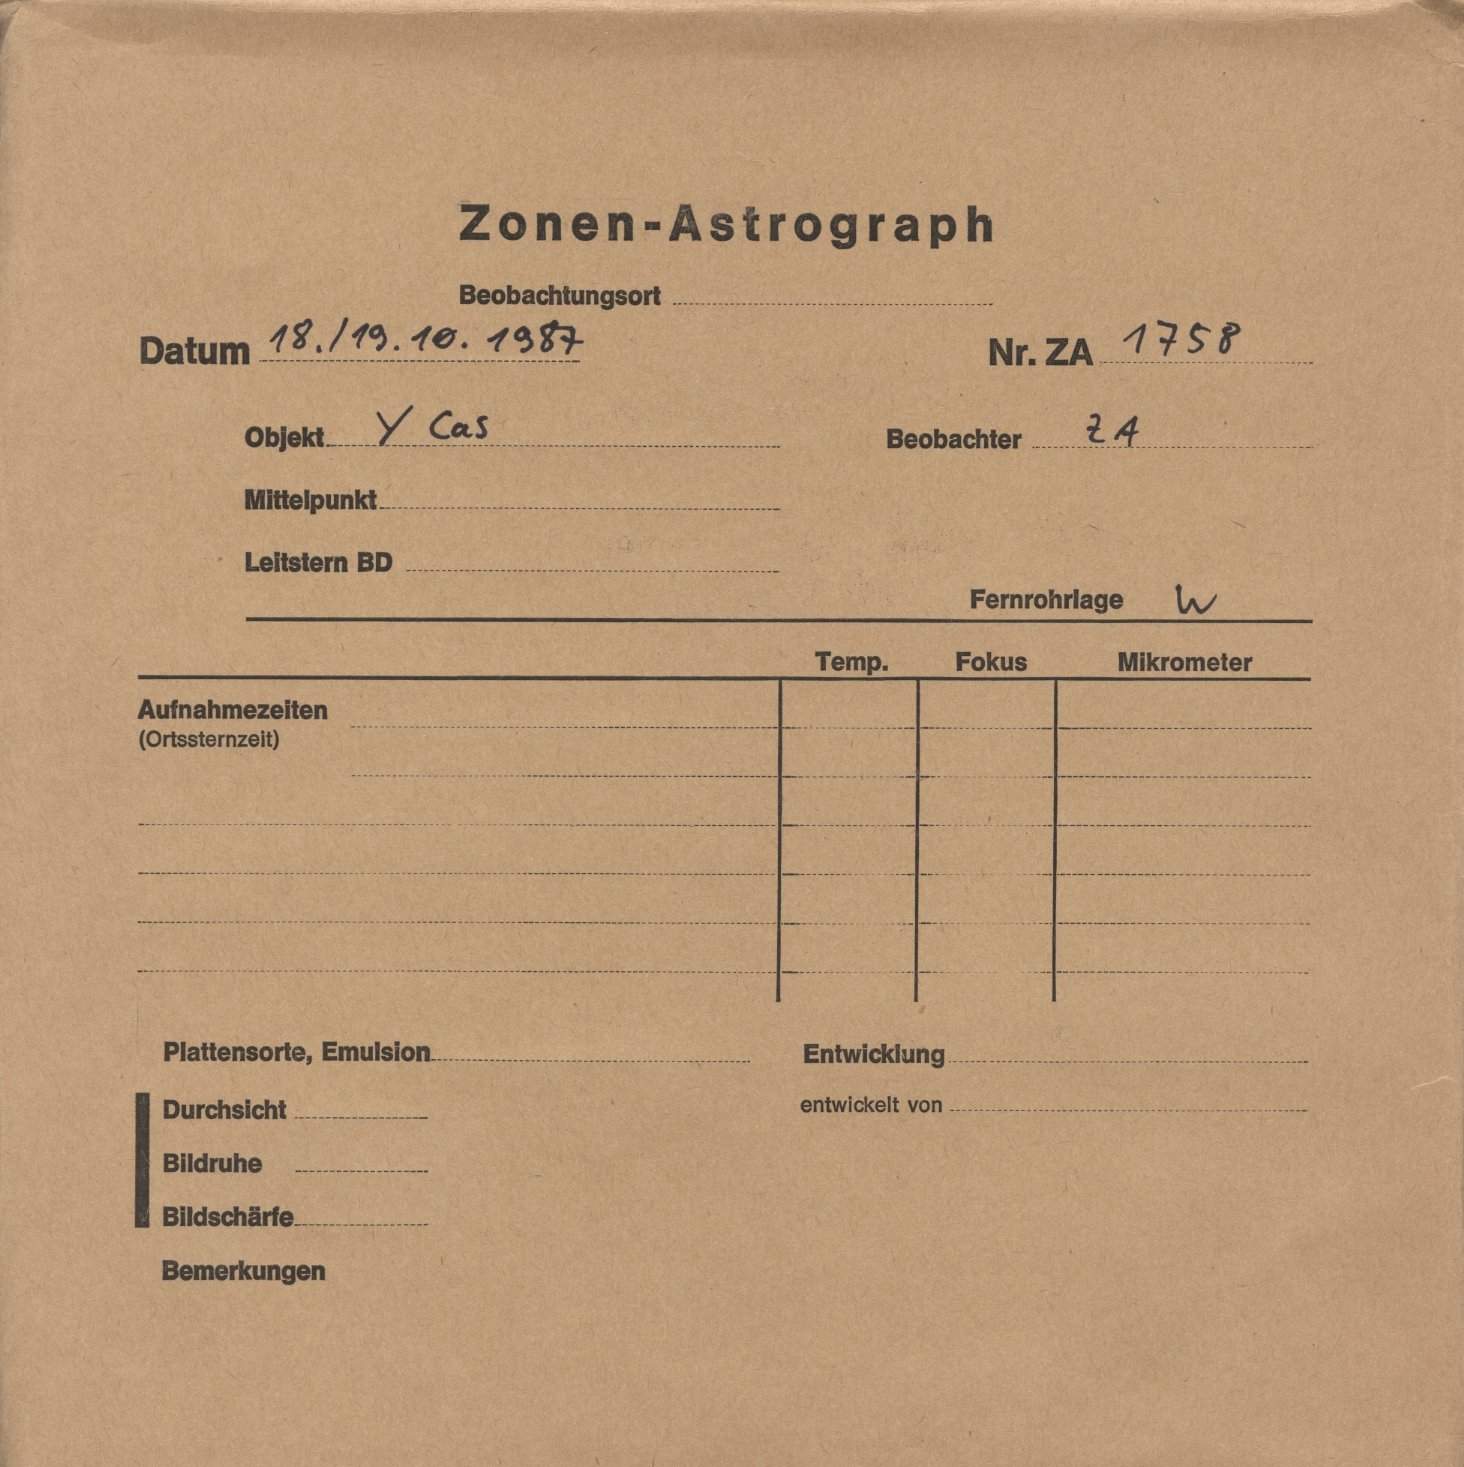 Zonen-Astrograph
Beobachtungsort
Datum 18./19.10.1987 Nr. ZA 1758
Objekt Y Cas Beobachter ZA
Mittelpunkt
Leitstern BD
Fernrohrlage W
Temp. Fokus Mikrometer
Aufnahmezeiten
(Ortssternzeit)
Plattensorte, Emulsion Entwicklung
Durchsicht entwickelt von
Bildruhe
Bildschärfe
Bemerkungen